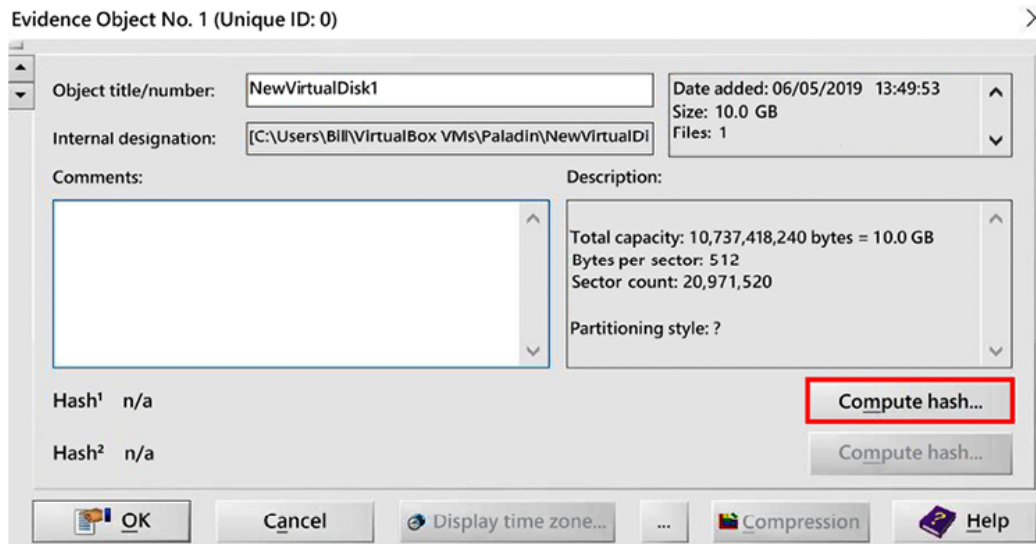 Evidence Object No. 1 (Unique ID: 0)
Object title/number: NewVirtualDisk1
Date added: 06/05/2019 13:49:53
Size: 10.0 GB
Files: 1
Internal designation: [C:\Users\Bill\VirtualBox VMs\Paladin\NewVirtualDi
Comments:
Description:
Total capacity: 10,737,418,240 bytes = 10.0 GB
Bytes per sector: 512
Sector count: 20,971,520
Partitioning style: ?
Hash¹ n/a
Compute hash...
Hash² n/a
Compute hash...
OK Cancel Display time zone... ... Compression Help